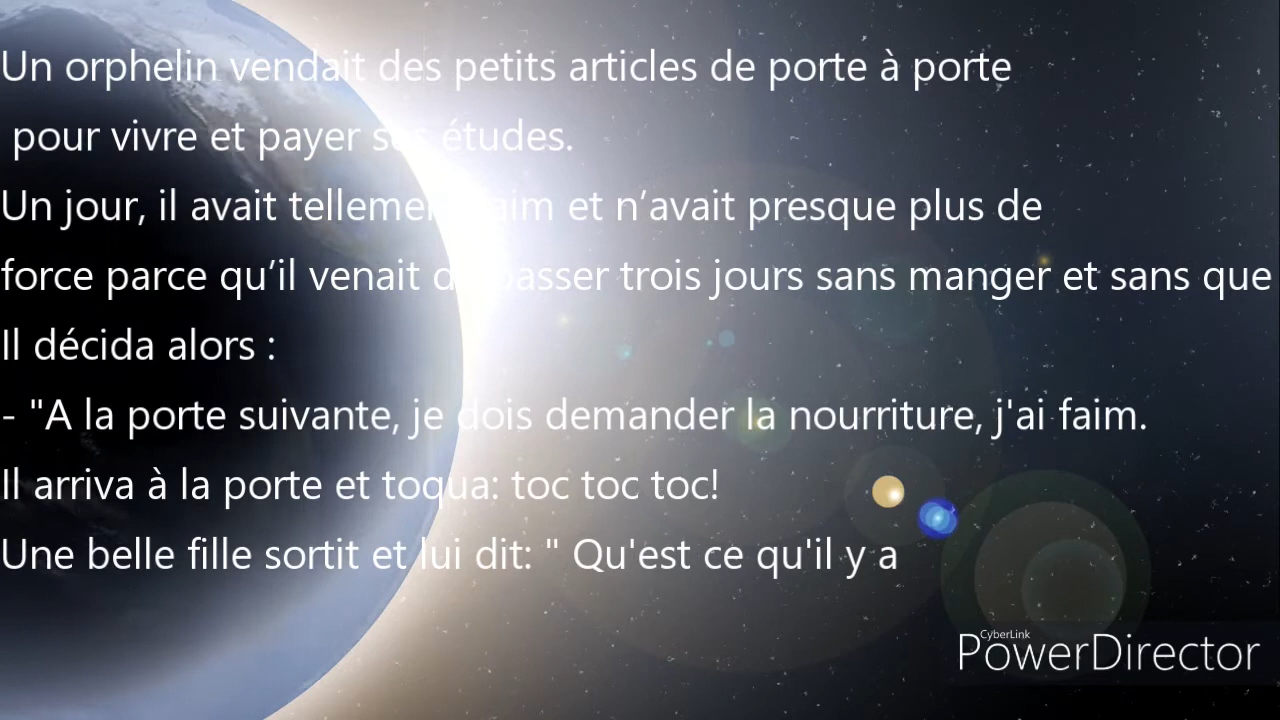 Un orphelin vendait des petits articles de porte à porte
pour vivre et payer ses études.
Un jour, il avait tellement faim et n’avait presque plus de
force parce qu’il venait de passer trois jours sans manger et sans que
Il décida alors :
- "A la porte suivante, je dois demander la nourriture, j'ai faim.
Il arriva à la porte et toqua: toc toc toc!
Une belle fille sortit et lui dit: " Qu'est ce qu'il y a
CyberLink
PowerDirector